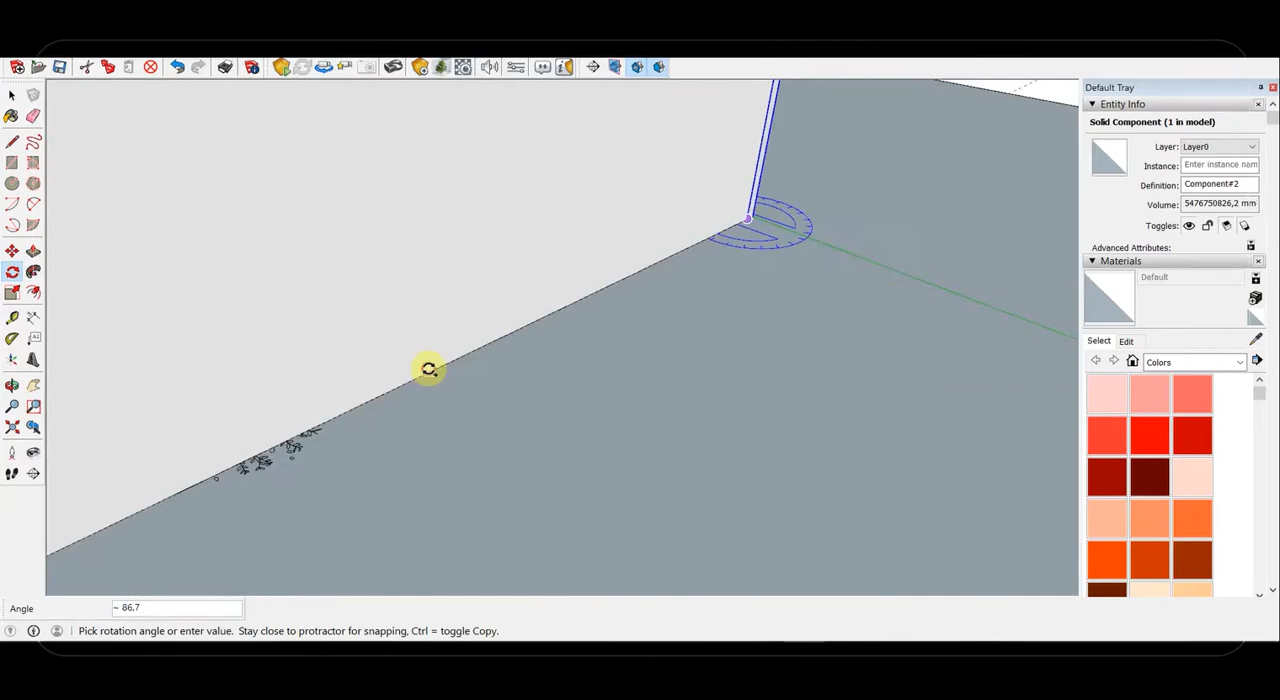 Default Tray
Entity Info
Solid Component (1 in model)
Layer: Layer0
Instance: Enter instance nam
Definition: Component#2
Volume: 5476750826,2 mm
Toggles:
Advanced Attributes:
Materials
Default
Select Edit
Colors
Angle ~ 86.7
Pick rotation angle or enter value. Stay close to protractor for snapping, Ctrl = toggle Copy.